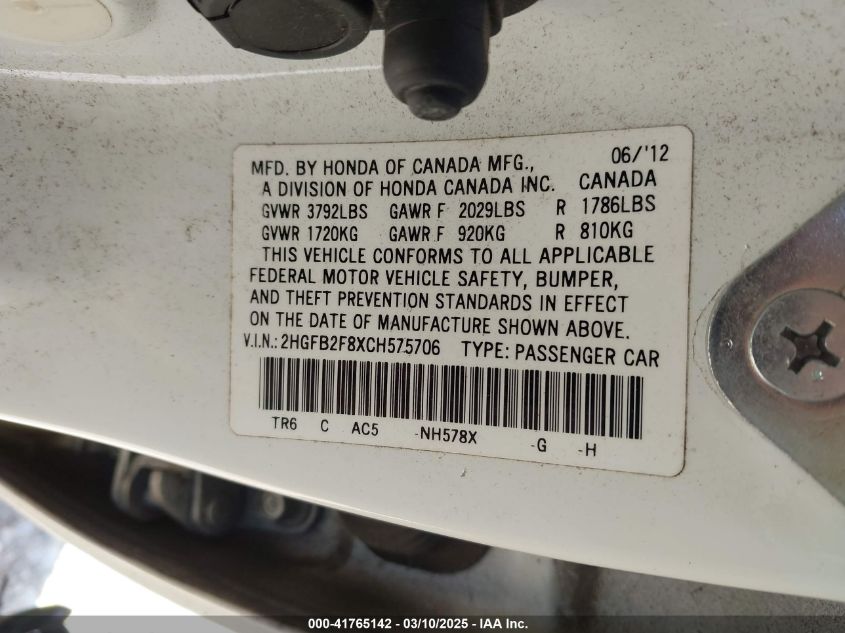 MFD. BY HONDA OF CANADA MFG., 06/'12
A DIVISION OF HONDA CANADA INC. CANADA
GVWR 3792LBS GAWR F 2029LBS R 1786LBS
GVWR 1720KG GAWR F 920KG R 810KG
THIS VEHICLE CONFORMS TO ALL APPLICABLE
FEDERAL MOTOR VEHICLE SAFETY, BUMPER,
AND THEFT PREVENTION STANDARDS IN EFFECT
ON THE DATE OF MANUFACTURE SHOWN ABOVE.
V.I.N.: 2HGFB2F8XCH575706 TYPE: PASSENGER CAR
TR6 C AC5 -NH578X -G -H
000-41765142 — 03/10/2025 — IAA Inc.